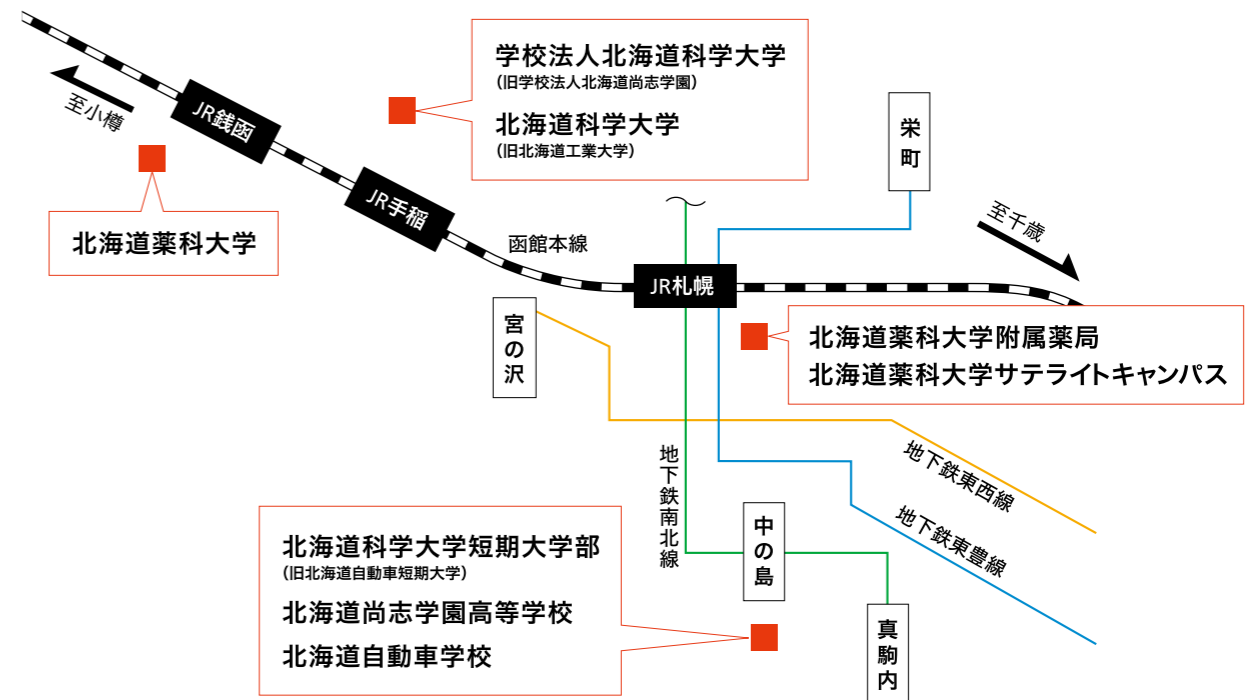 学校法人北海道科学大学
(旧学校法人北海道尚志学園)
北海道科学大学
(旧北海道工業大学)
至小樽
JR銭函
JR手稲
北海道薬科大学
函館本線
栄町
至千歳
JR札幌
宮の沢
北海道薬科大学附属薬局
北海道薬科大学サテライトキャンパス
地下鉄南北線
地下鉄東西線
地下鉄東豊線
中の島
真駒内
北海道科学大学短期大学部
(旧北海道自動車短期大学)
北海道尚志学園高等学校
北海道自動車学校